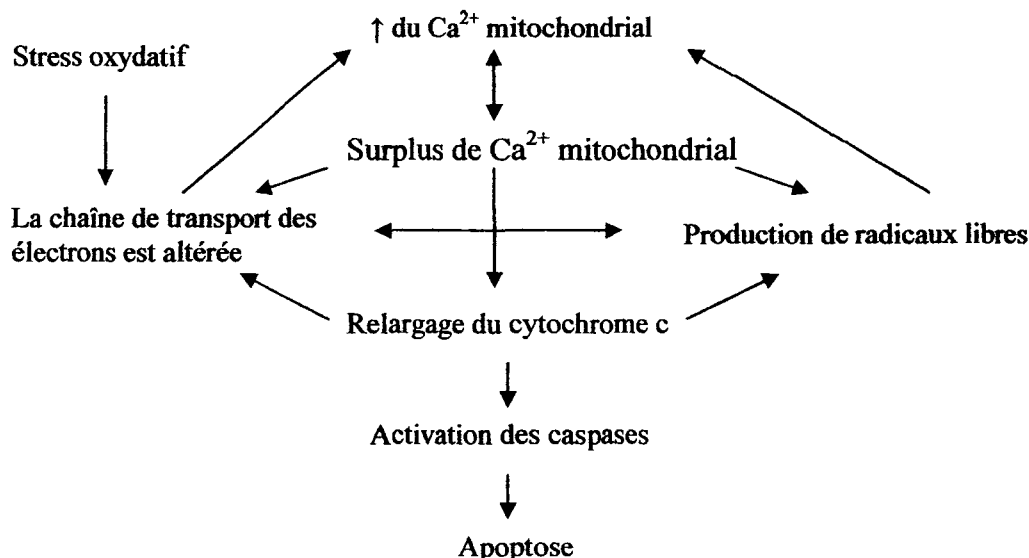 ↑ du Ca²⁺ mitochondrial
Stress oxydatif
Surplus de Ca²⁺ mitochondrial
La chaîne de transport des
électrons est altérée
Production de radicaux libres
Relargage du cytochrome c
Activation des caspases
Apoptose